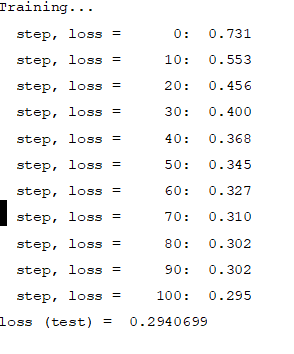 Training...
step, loss =      0:  0.731
step, loss =     10:  0.553
step, loss =     20:  0.456
step, loss =     30:  0.400
step, loss =     40:  0.368
step, loss =     50:  0.345
step, loss =     60:  0.327
step, loss =     70:  0.310
step, loss =     80:  0.302
step, loss =     90:  0.302
step, loss =    100:  0.295
loss (test) =  0.2940699